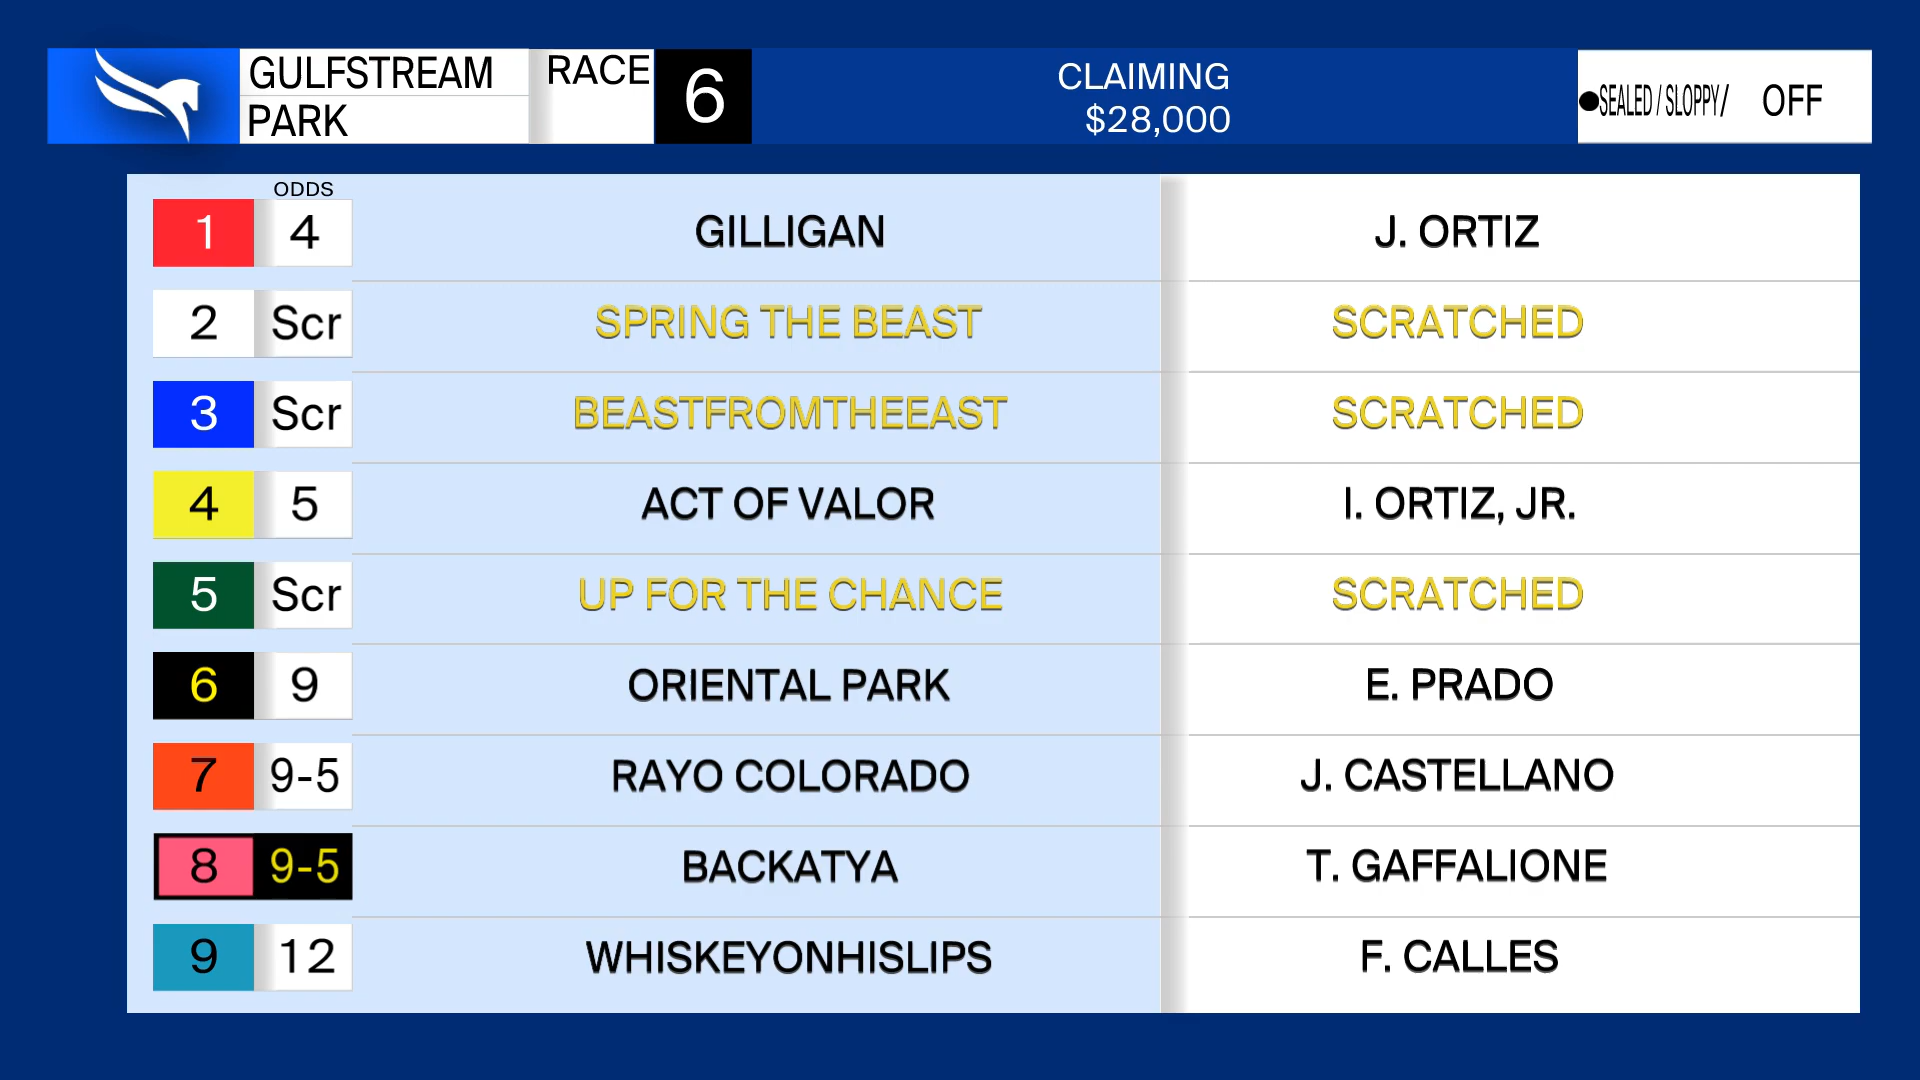 GULFSTREAM
PARK
RACE 6
CLAIMING
$28,000
SEALED / SLOPPY/ OFF
ODDS
1 4 GILLIGAN J. ORTIZ
2 Scr SPRING THE BEAST SCRATCHED
3 Scr BEASTFROMTHEEAST SCRATCHED
4 5 ACT OF VALOR I. ORTIZ, JR.
5 Scr UP FOR THE CHANCE SCRATCHED
6 9 ORIENTAL PARK E. PRADO
7 9-5 RAYO COLORADO J. CASTELLANO
8 9-5 BACKATYA T. GAFFALIONE
9 12 WHISKEYONHISLIPS F. CALLES